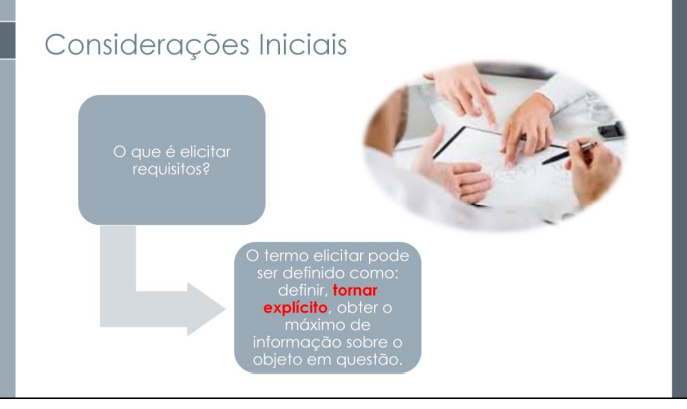 Considerações Iniciais
O que é elicitar
requisitos?
O termo elicitar pode
ser definido como:
definir, tornar
explícito, obter o
máximo de
informação sobre o
objeto em questão.